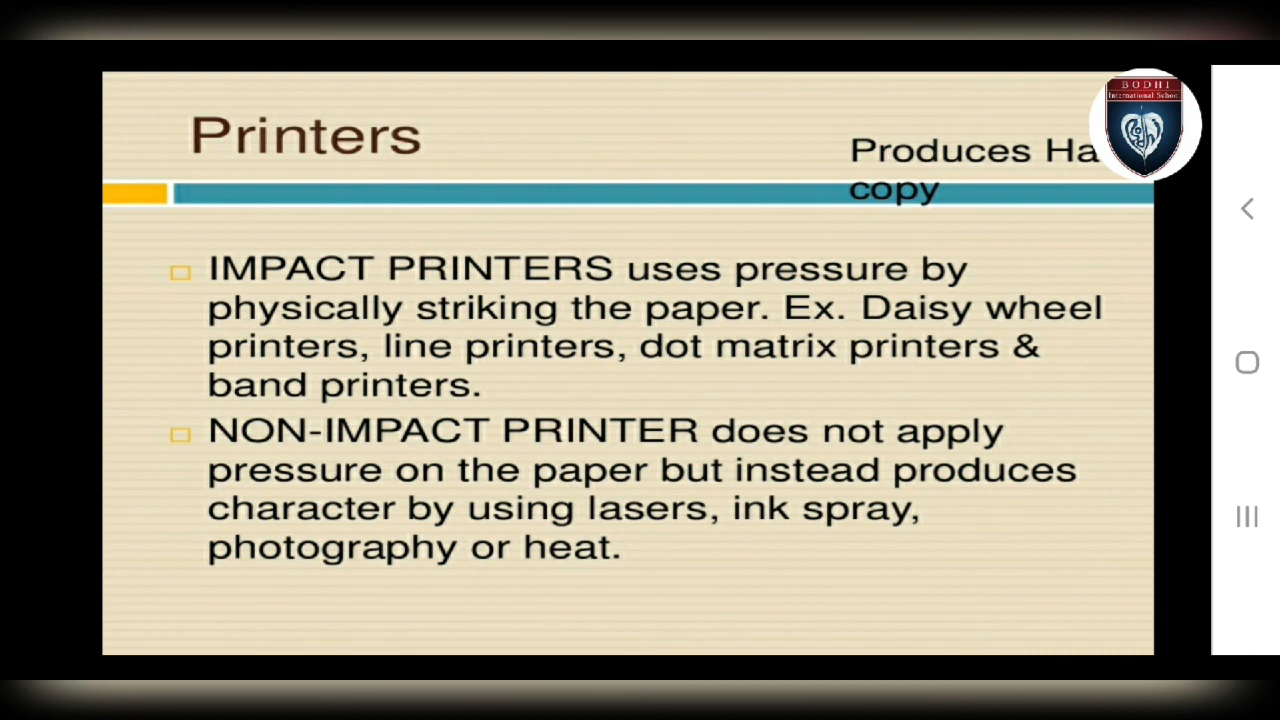 BODHI
International School
Printers
Produces Ha
copy
IMPACT PRINTERS uses pressure by
physically striking the paper. Ex. Daisy wheel
printers, line printers, dot matrix printers &
band printers.
NON-IMPACT PRINTER does not apply
pressure on the paper but instead produces
character by using lasers, ink spray,
photography or heat.